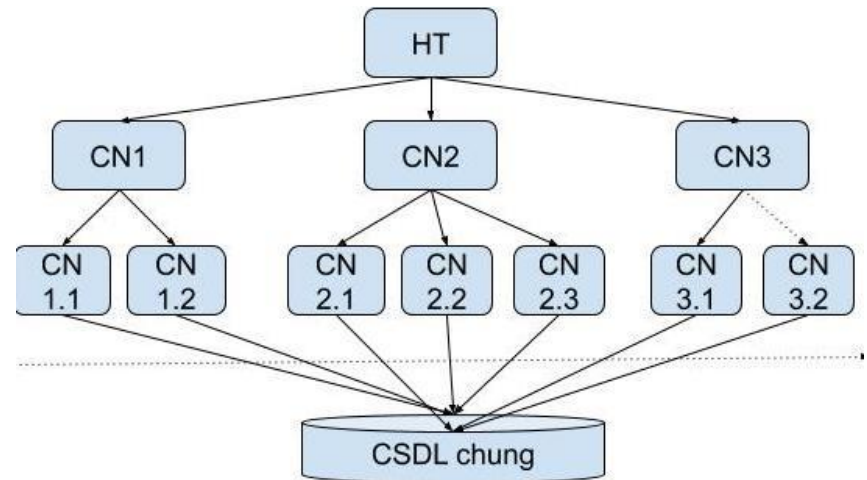 HT
CN1
CN2
CN3
CN
1.1
CN
1.2
CN
2.1
CN
2.2
CN
2.3
CN
3.1
CN
3.2
CSDL chung